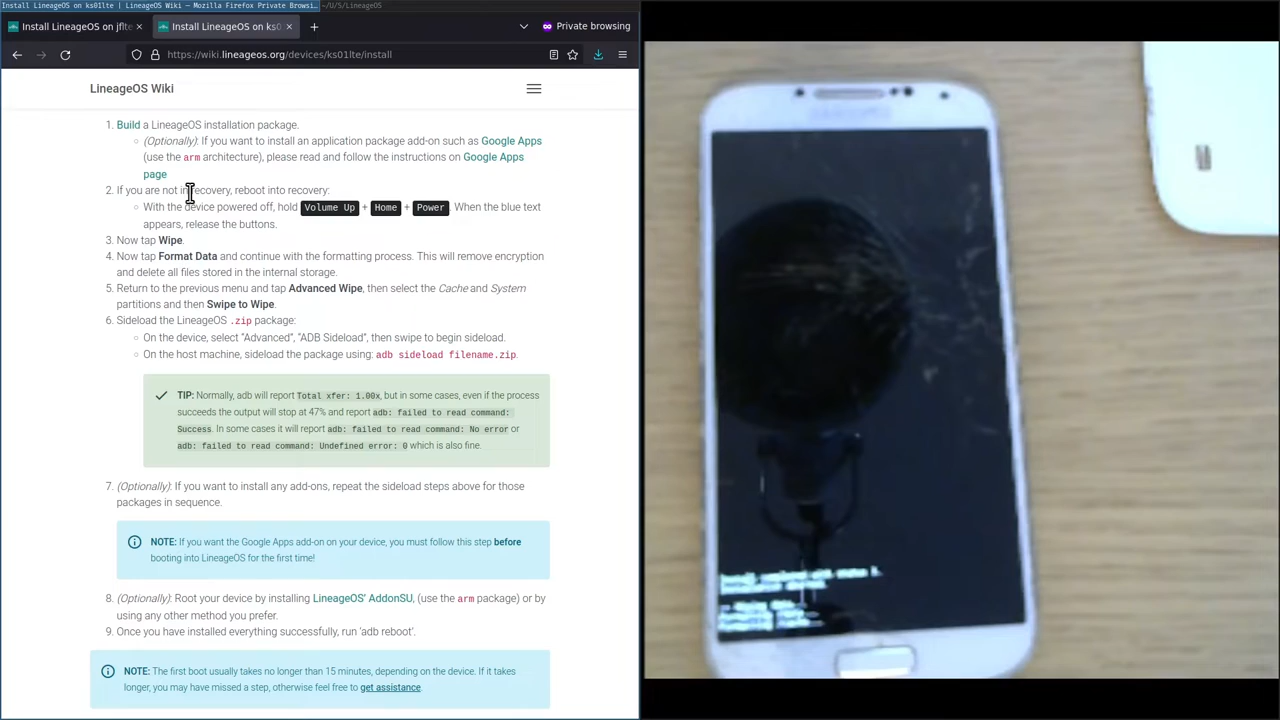 Install LineageOS on ks01lte | LineageOS Wiki – Mozilla Firefox Private Browsi…
~/U/S/LineageOS
Install LineageOS on jflte
Install LineageOS on ks0
Private browsing
https://wiki.lineageos.org/devices/ks01lte/install
LineageOS Wiki
1. Build a LineageOS installation package.
(Optionally): If you want to install an application package add-on such as Google Apps
(use the arm architecture), please read and follow the instructions on Google Apps
page
2. If you are not in recovery, reboot into recovery:
With the device powered off, hold Volume Up + Home + Power. When the blue text
appears, release the buttons.
3. Now tap Wipe.
4. Now tap Format Data and continue with the formatting process. This will remove encryption
and delete all files stored in the internal storage.
5. Return to the previous menu and tap Advanced Wipe, then select the Cache and System
partitions and then Swipe to Wipe.
6. Sideload the LineageOS .zip package:
On the device, select “Advanced”, “ADB Sideload”, then swipe to begin sideload.
On the host machine, sideload the package using: adb sideload filename.zip.
TIP: Normally, adb will report Total xfer: 1.00x, but in some cases, even if the process
succeeds the output will stop at 47% and report adb: failed to read command:
Success. In some cases it will report adb: failed to read command: No error or
adb: failed to read command: Undefined error: 0 which is also fine.
7. (Optionally): If you want to install any add-ons, repeat the sideload steps above for those
packages in sequence.
NOTE: If you want the Google Apps add-on on your device, you must follow this step before
booting into LineageOS for the first time!
8. (Optionally): Root your device by installing LineageOS’ AddonSU, (use the arm package) or by
using any other method you prefer.
9. Once you have installed everything successfully, run ‘adb reboot’.
NOTE: The first boot usually takes no longer than 15 minutes, depending on the device. If it takes
longer, you may have missed a step, otherwise feel free to get assistance.